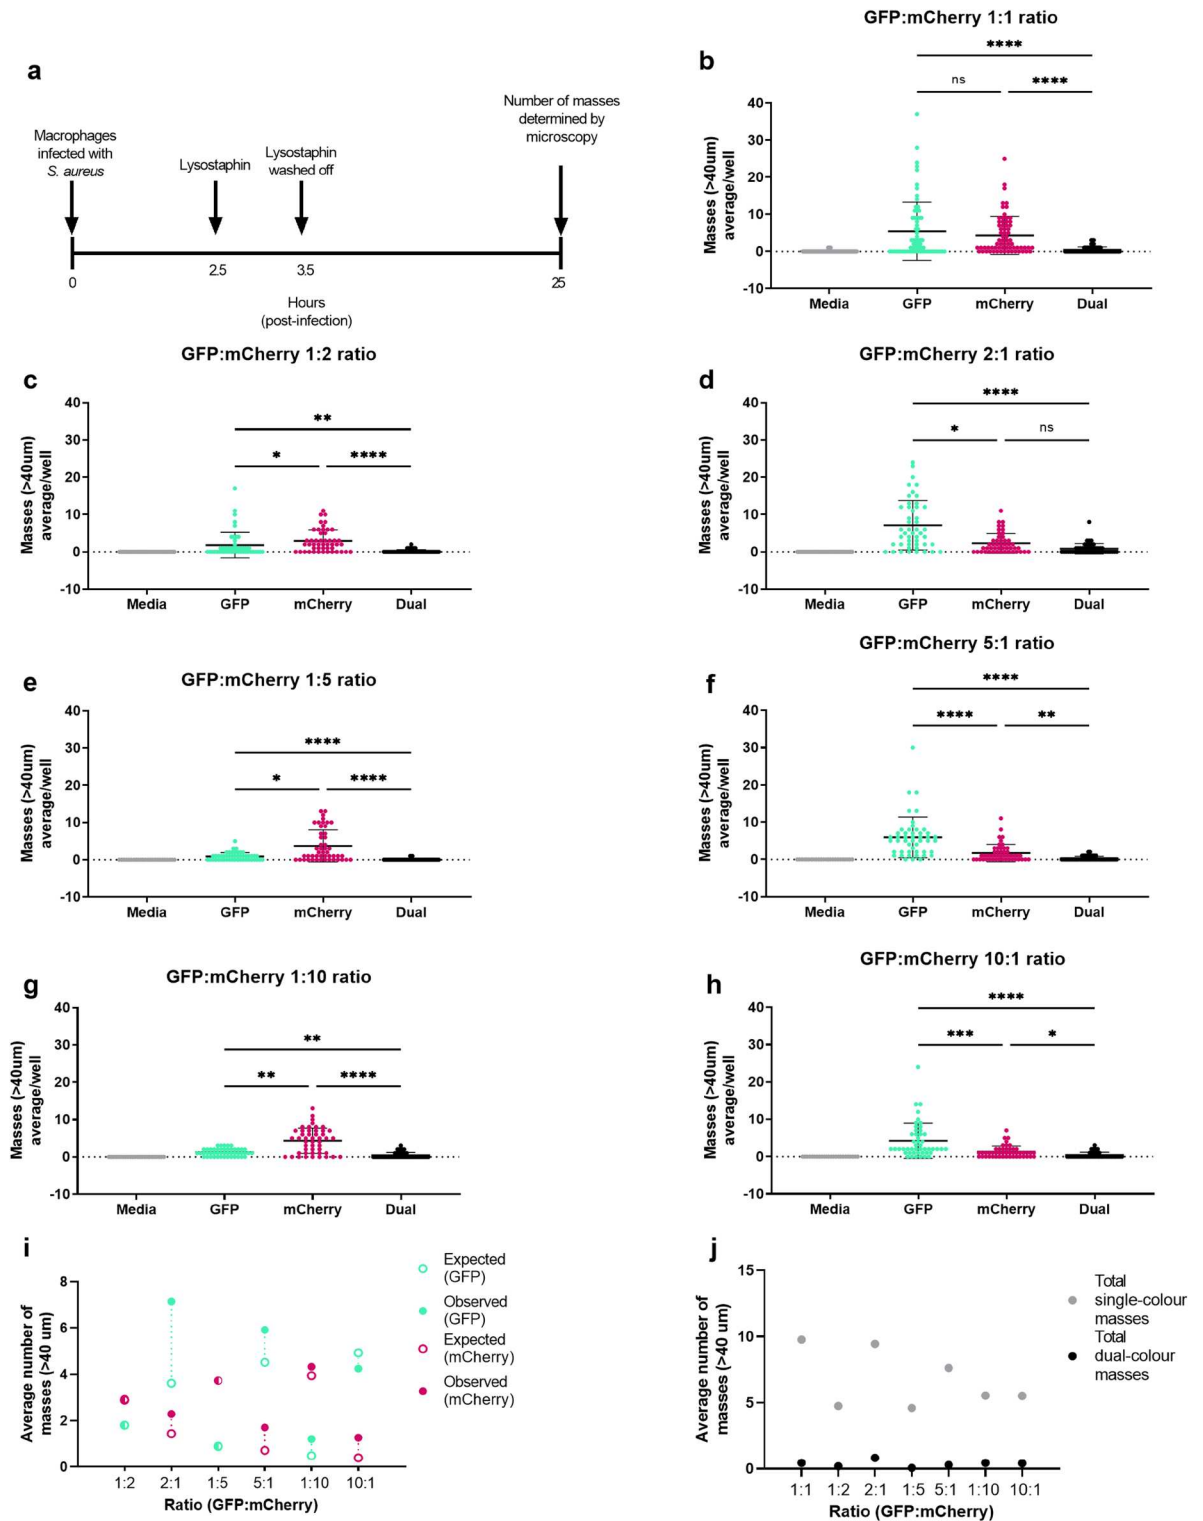 a
Macrophages
infected with
S. aureus
Lysostaphin
Lysostaphin
washed off
Number of masses
determined by
microscopy
0
2.5
3.5
25
Hours
(post-infection)
b
GFP:mCherry 1:1 ratio
****
ns
****
Masses (>40um)
average/well
40
30
20
10
0
-10
Media
GFP
mCherry
Dual
c
GFP:mCherry 1:2 ratio
**
*
****
Masses (>40um)
average/well
40
30
20
10
0
-10
Media
GFP
mCherry
Dual
d
GFP:mCherry 2:1 ratio
****
*
ns
Masses (>40um)
average/well
40
30
20
10
0
-10
Media
GFP
mCherry
Dual
e
GFP:mCherry 1:5 ratio
****
*
****
Masses (>40um)
average/well
40
30
20
10
0
-10
Media
GFP
mCherry
Dual
f
GFP:mCherry 5:1 ratio
****
****
**
Masses (>40um)
average/well
40
30
20
10
0
-10
Media
GFP
mCherry
Dual
g
GFP:mCherry 1:10 ratio
**
**
****
Masses (>40um)
average/well
40
30
20
10
0
-10
Media
GFP
mCherry
Dual
h
GFP:mCherry 10:1 ratio
****
***
*
Masses (>40um)
average/well
40
30
20
10
0
-10
Media
GFP
mCherry
Dual
i
Average number of
masses (>40 um)
8
6
4
2
0
1:2
2:1
1:5
5:1
1:10
10:1
Ratio (GFP:mCherry)
Expected
(GFP)
Observed
(GFP)
Expected
(mCherry)
Observed
(mCherry)
j
Average number of
masses (>40 um)
15
10
5
0
1:1
1:2
2:1
1:5
5:1
1:10
10:1
Ratio (GFP:mCherry)
Total
single-colour
masses
Total
dual-colour
masses